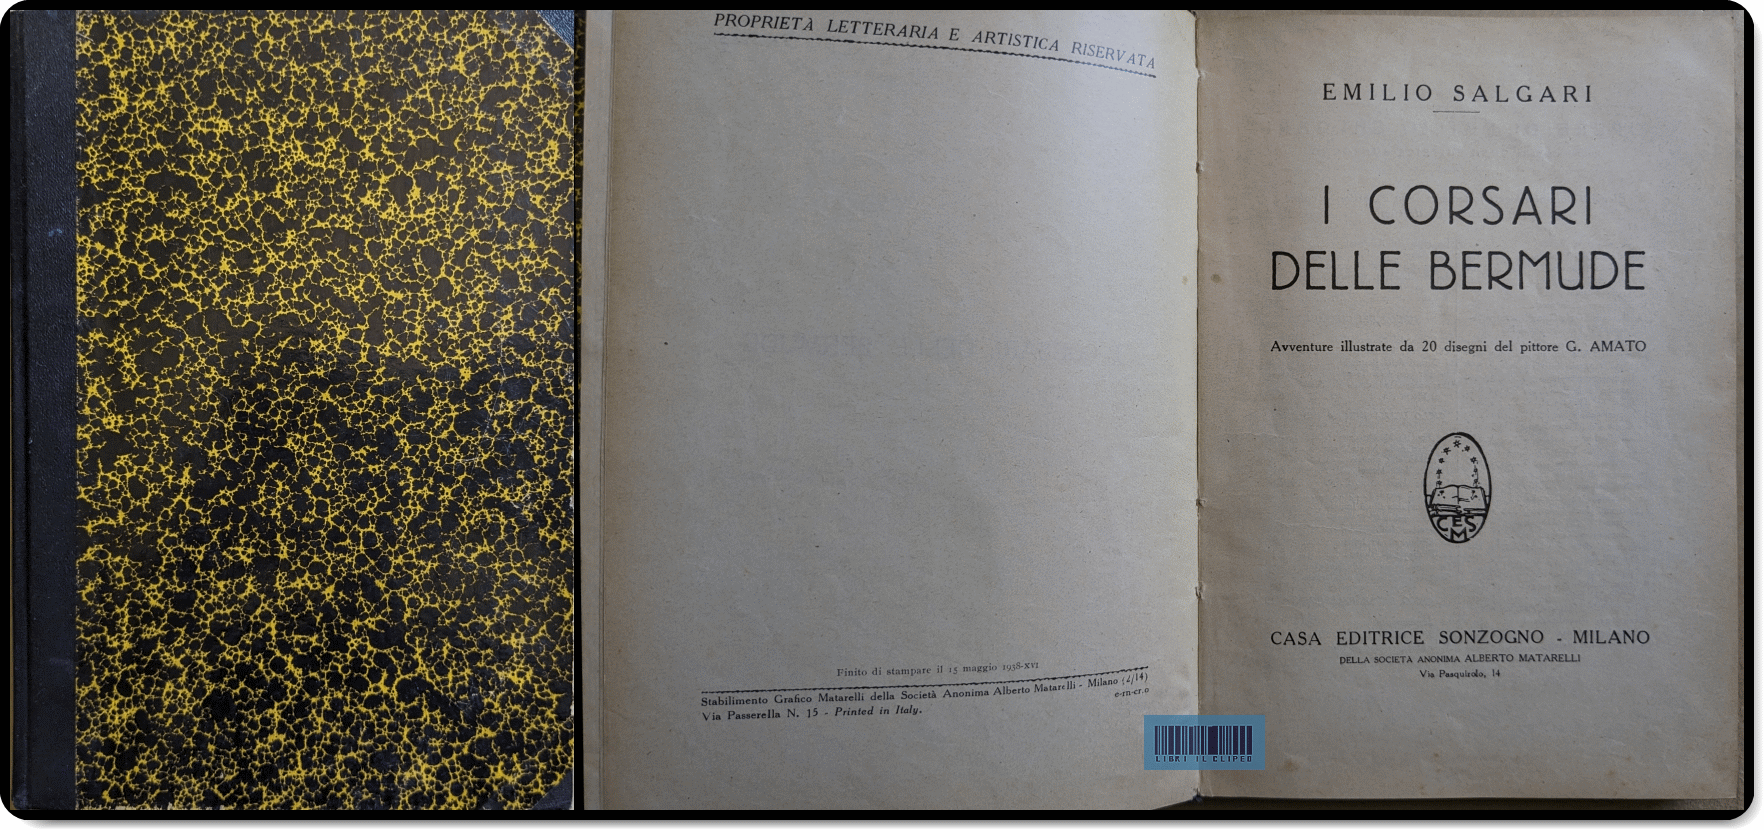 PROPRIETÀ LETTERARIA E ARTISTICA RISERVATA
Finito di stampare il 15 maggio 1938-XVI
Stabilimento Grafico Matarelli della Società Anonima Alberto Matarelli - Milano (2/14)
Via Passerella N. 15 - Printed in Italy.
e-rn-cr.o
EMILIO SALGARI
I CORSARI
DELLE BERMUDE
Avventure illustrate da 20 disegni del pittore G. AMATO
CES
M
CASA EDITRICE SONZOGNO - MILANO
DELLA SOCIETÀ ANONIMA ALBERTO MATARELLI
Via Pasquirolo, 14
LIBRI IL CLIPEO